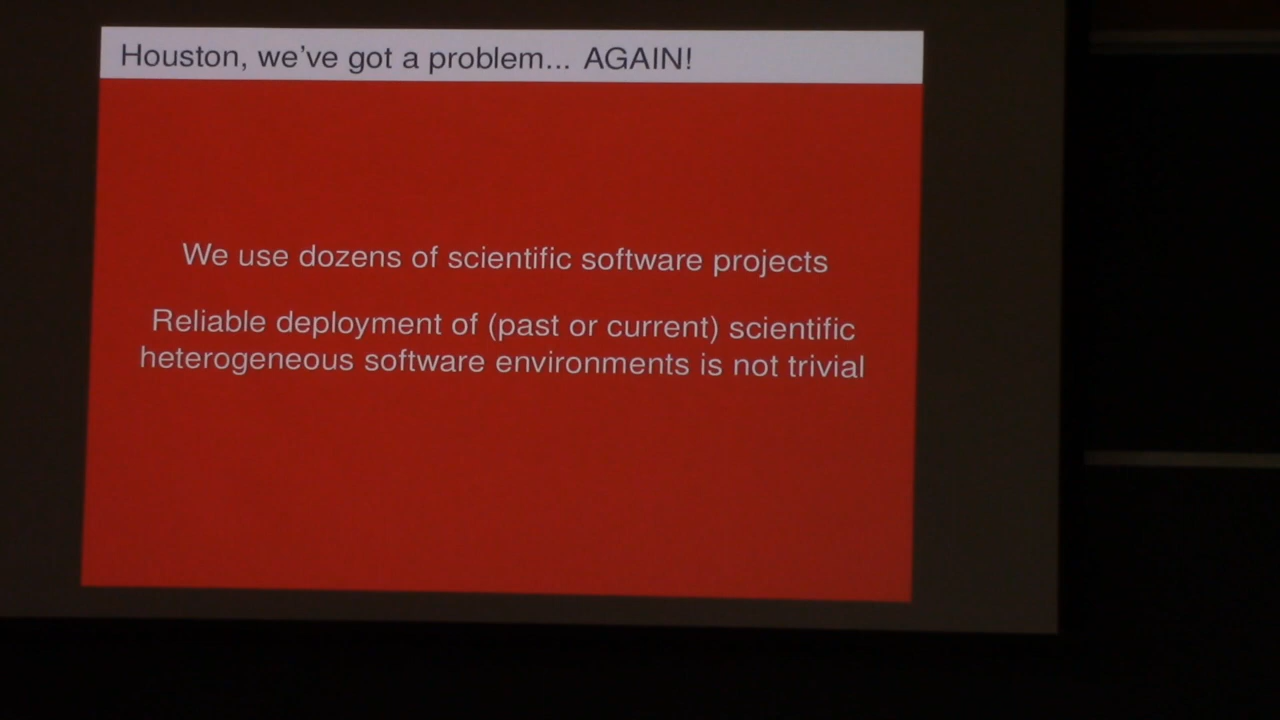 Houston, we've got a problem... AGAIN!
We use dozens of scientific software projects
Reliable deployment of (past or current) scientific
heterogeneous software environments is not trivial